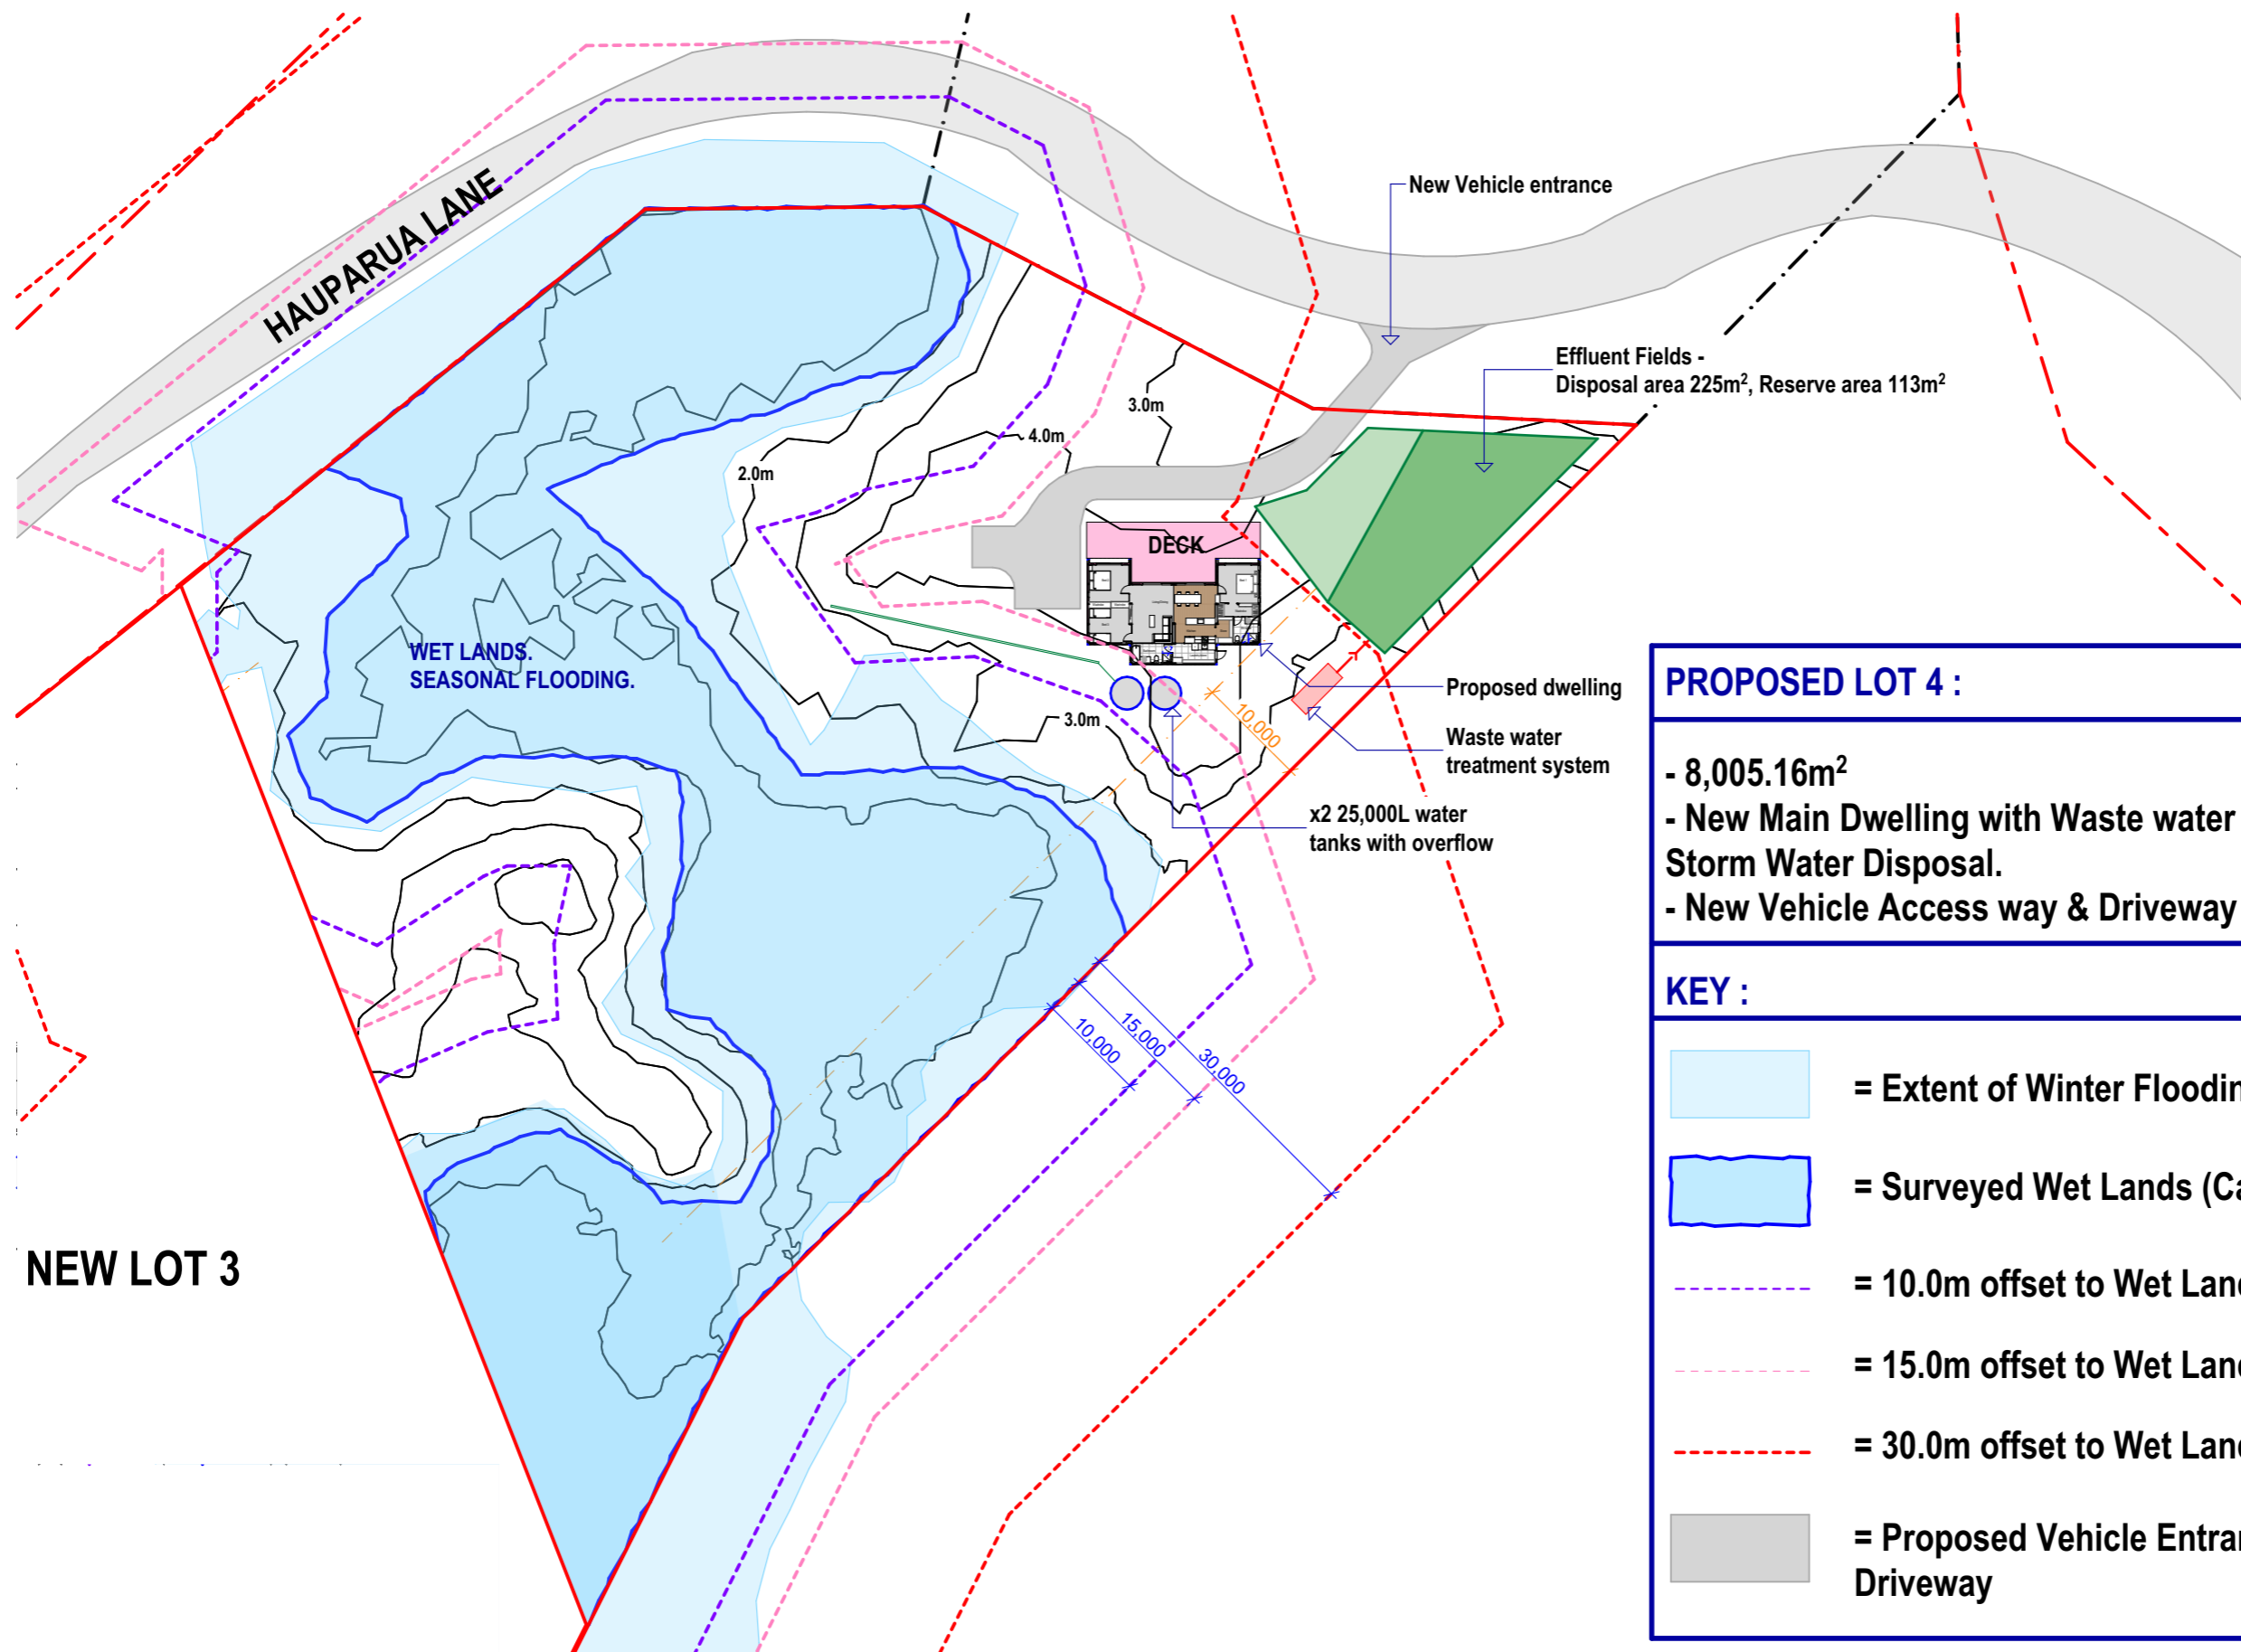 HAUPARUA LANE
New Vehicle entrance
Effluent Fields -
Disposal area 225m², Reserve area 113m²
3.0m
4.0m
2.0m
DECK
WET LANDS.
SEASONAL FLOODING.
3.0m
Proposed dwelling
10,000
Waste water
treatment system
x2 25,000L water
tanks with overflow
10,000
15,000
30,000
NEW LOT 3
PROPOSED LOT 4 :
- 8,005.16m²
- New Main Dwelling with Waste water
Storm Water Disposal.
- New Vehicle Access way & Driveway
KEY :
= Extent of Winter Floodin
= Surveyed Wet Lands (Ca
= 10.0m offset to Wet Lan
= 15.0m offset to Wet Lan
= 30.0m offset to Wet Lan
= Proposed Vehicle Entra
Driveway